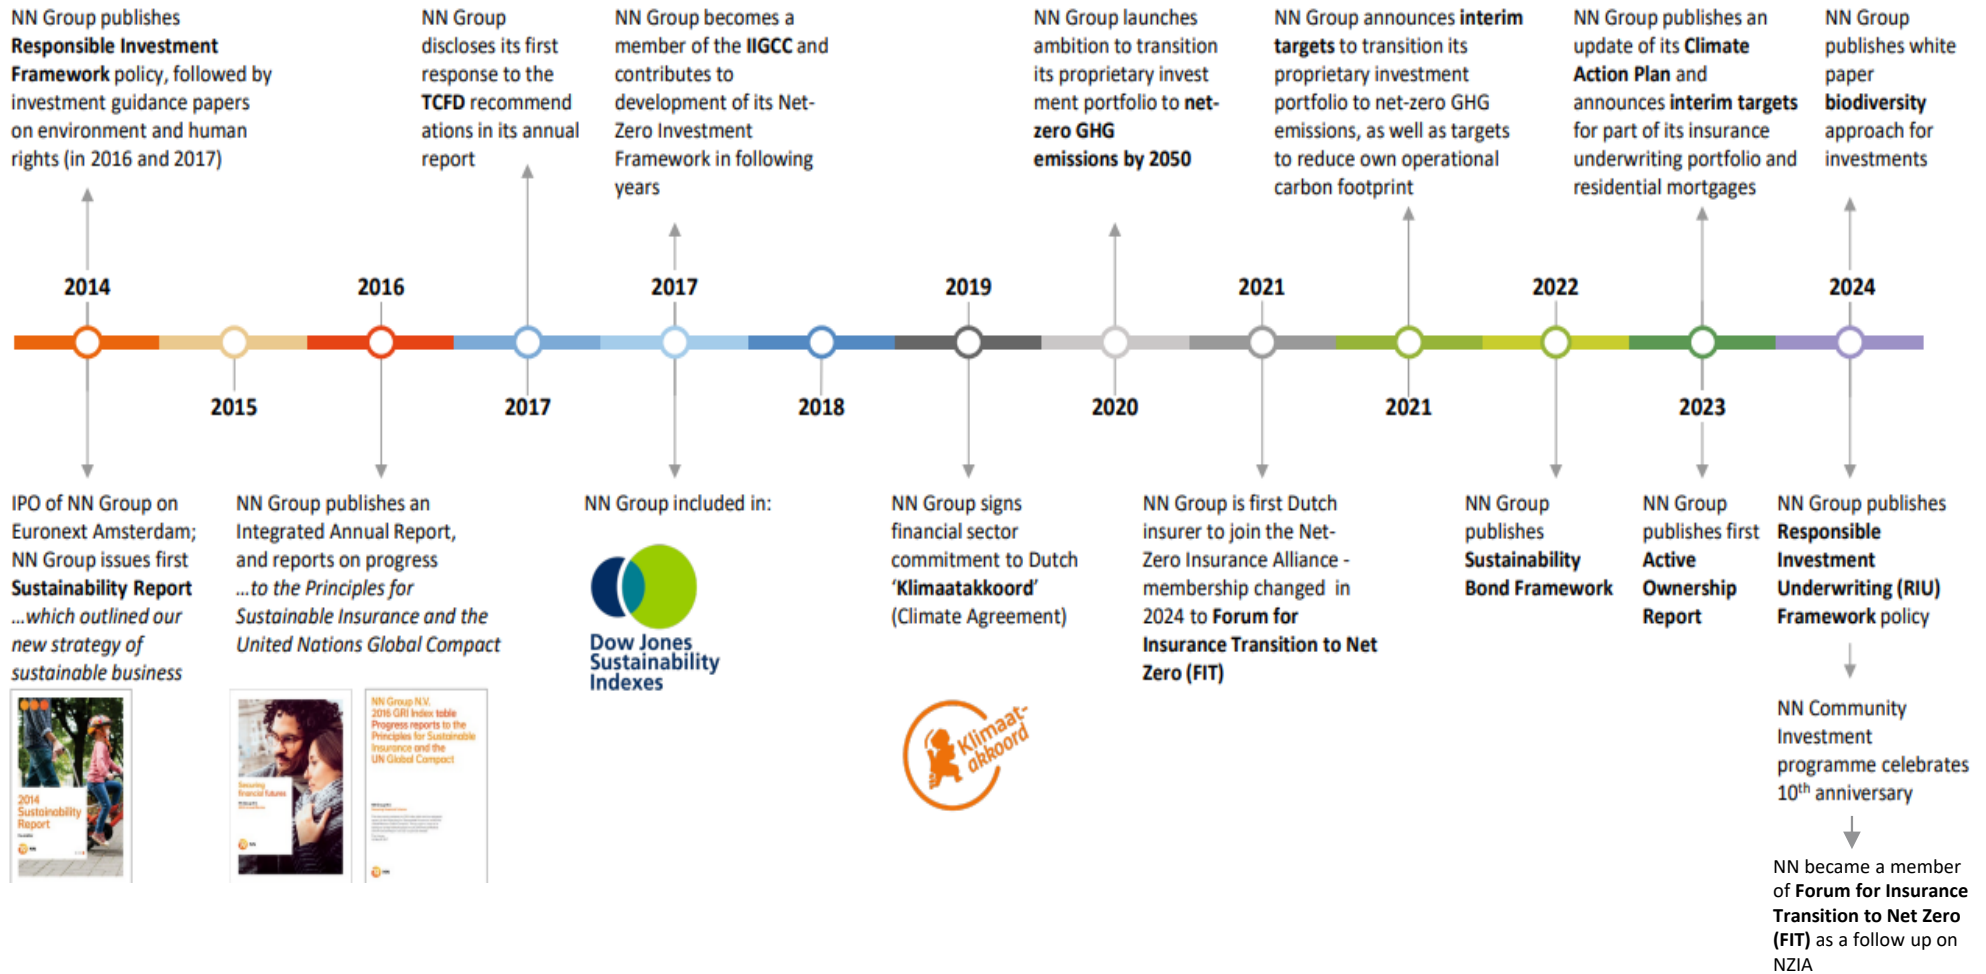 NN Group publishes
Responsible Investment
Framework policy, followed by
investment guidance papers
on environment and human
rights (in 2016 and 2017)
NN Group
discloses its first
response to the
TCFD recommend
ations in its annual
report
NN Group becomes a
member of the IIGCC and
contributes to
development of its Net-
Zero Investment
Framework in following
years
NN Group launches
ambition to transition
its proprietary invest
ment portfolio to net-
zero GHG
emissions by 2050
NN Group announces interim
targets to transition its
proprietary investment
portfolio to net-zero GHG
emissions, as well as targets
to reduce own operational
carbon footprint
NN Group publishes an
update of its Climate
Action Plan and
announces interim targets
for part of its insurance
underwriting portfolio and
residential mortgages
NN Group
publishes white
paper
biodiversity
approach for
investments
2014
2016
2017
2019
2021
2022
2024
2015
2017
2018
2020
2021
2023
IPO of NN Group on
Euronext Amsterdam;
NN Group issues first
Sustainability Report
...which outlined our
new strategy of
sustainable business
NN Group publishes an
Integrated Annual Report,
and reports on progress
...to the Principles for
Sustainable Insurance and the
United Nations Global Compact
NN Group included in:
Dow Jones
Sustainability
Indexes
NN Group signs
financial sector
commitment to Dutch
‘Klimaatakkoord’
(Climate Agreement)
Klimaat-
akkoord
NN Group is first Dutch
insurer to join the Net-
Zero Insurance Alliance -
membership changed in
2024 to Forum for
Insurance Transition to Net
Zero (FIT)
NN Group
publishes
Sustainability
Bond Framework
NN Group
publishes first
Active
Ownership
Report
NN Group publishes
Responsible
Investment
Underwriting (RIU)
Framework policy
NN Community
Investment
programme celebrates
10th anniversary
NN became a member
of Forum for Insurance
Transition to Net Zero
(FIT) as a follow up on
NZIA
2014
Sustainability
Report
Securing
financial futures
NN Group N.V.
2016 GRI Index table
Progress reports to the
Principles for Sustainable
Insurance and the
UN Global Compact